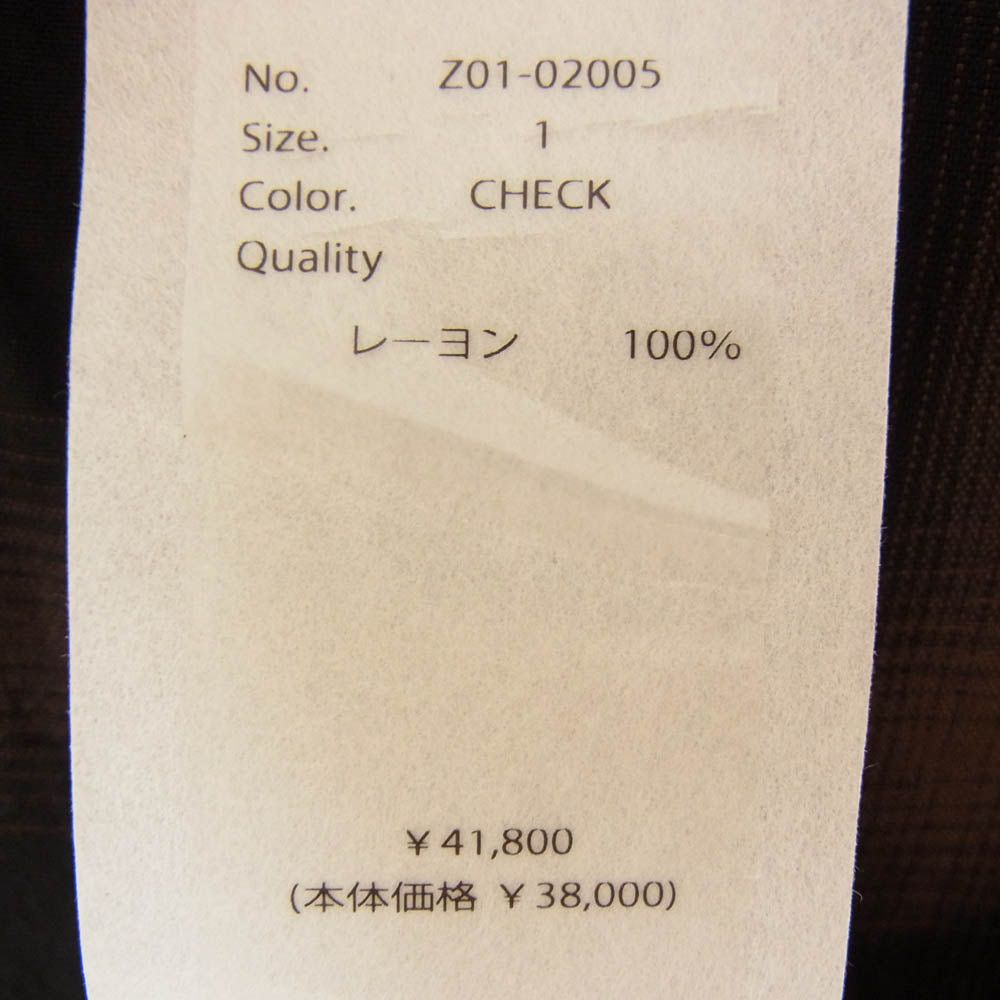 No. Z01-02005
Size. 1
Color. CHECK
Quality
レーヨン 100%
¥41,800
(本体価格 ¥38,000)